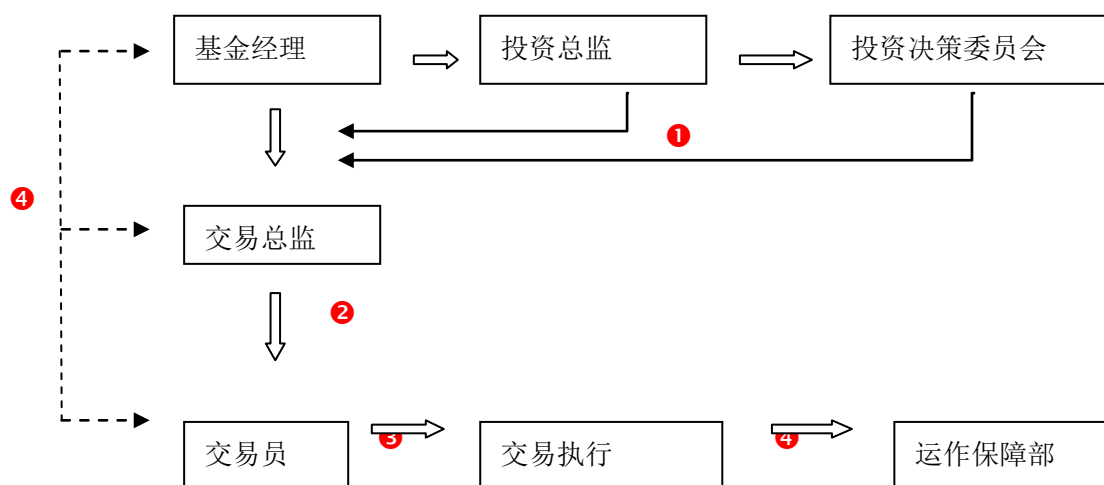 基金经理
投资总监
投资决策委员会
❶
❹
交易总监
❷
交易员
❸
交易执行
❹
运作保障部